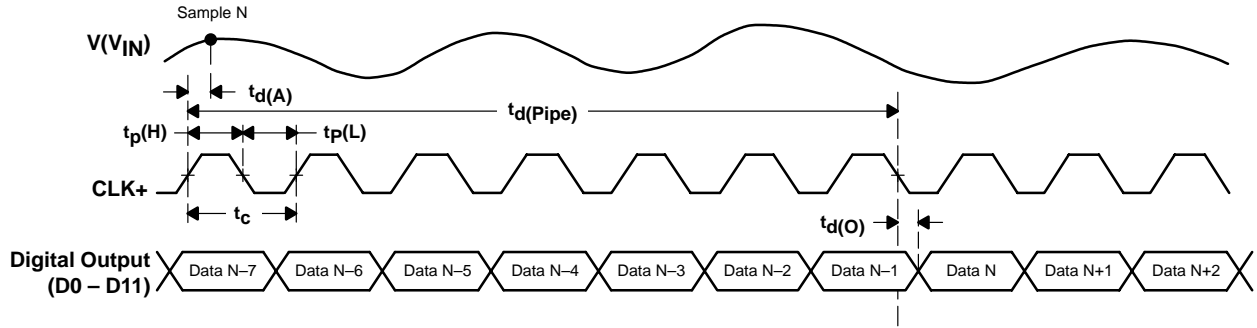 Sample N
V(VIN)
td(A)
td(Pipe)
tp(H)
tP(L)
CLK+
tc
td(O)
Digital Output
(D0 – D11)
Data N–7 Data N–6 Data N–5 Data N–4 Data N–3 Data N–2 Data N–1 Data N Data N+1 Data N+2